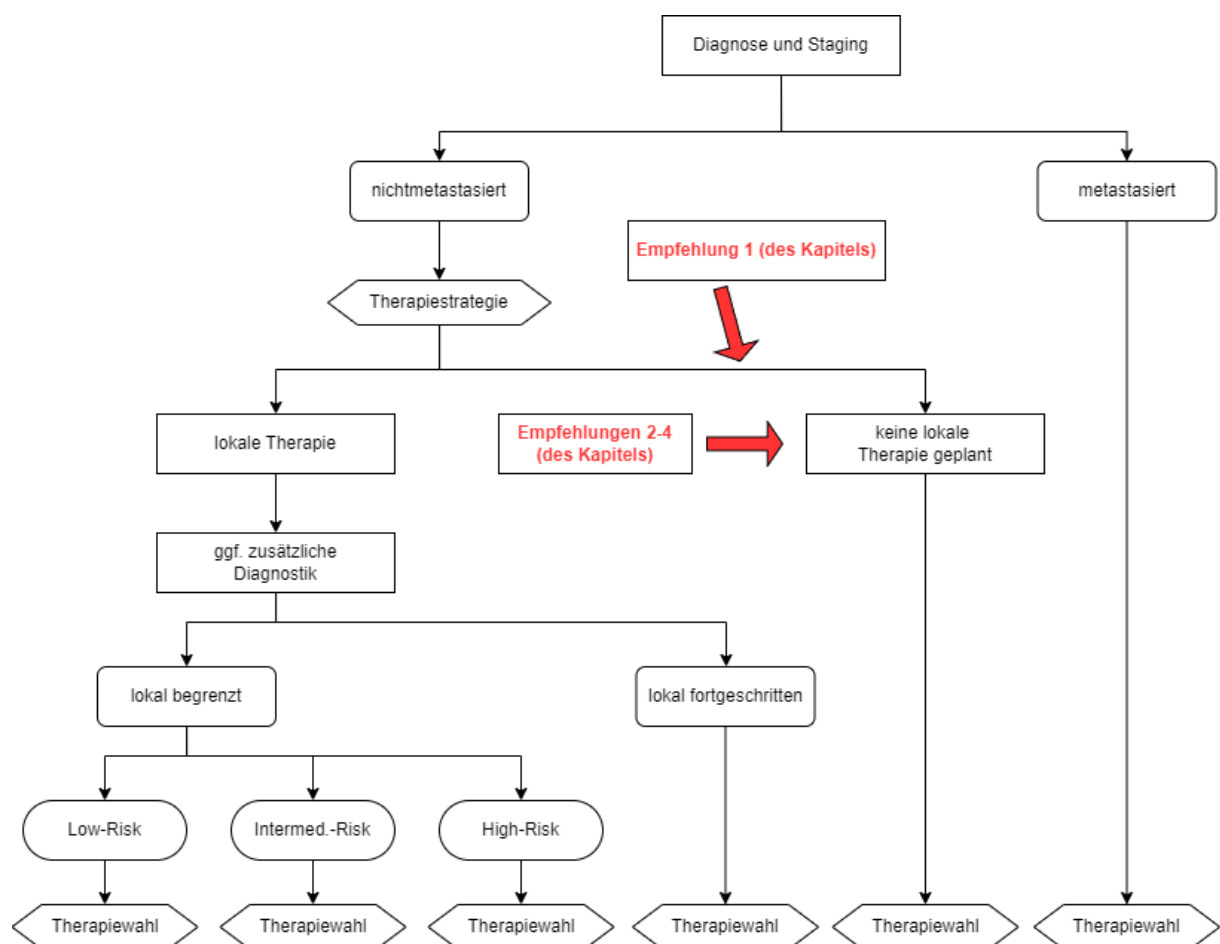 Diagnose und Staging
nichtmetastasiert
metastasiert
Empfehlung 1 (des Kapitels)
Therapiestrategie
lokale Therapie
Empfehlungen 2-4
(des Kapitels)
keine lokale
Therapie geplant
ggf. zusätzliche
Diagnostik
lokal begrenzt
lokal fortgeschritten
Low-Risk
Intermed.-Risk
High-Risk
Therapiewahl
Therapiewahl
Therapiewahl
Therapiewahl
Therapiewahl
Therapiewahl